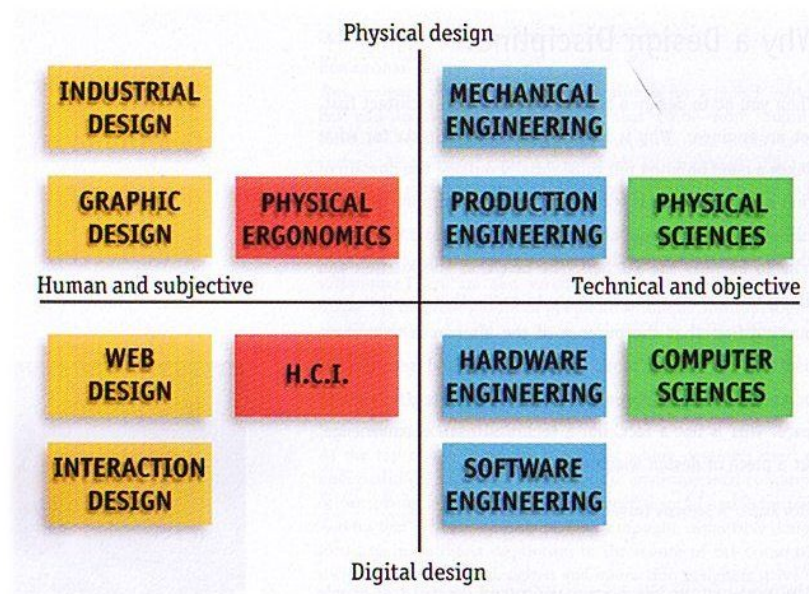 Physical design
INDUSTRIAL
DESIGN
MECHANICAL
ENGINEERING
GRAPHIC
DESIGN
PHYSICAL
ERGONOMICS
PRODUCTION
ENGINEERING
PHYSICAL
SCIENCES
Human and subjective
Technical and objective
WEB
DESIGN
H.C.I.
HARDWARE
ENGINEERING
COMPUTER
SCIENCES
INTERACTION
DESIGN
SOFTWARE
ENGINEERING
Digital design